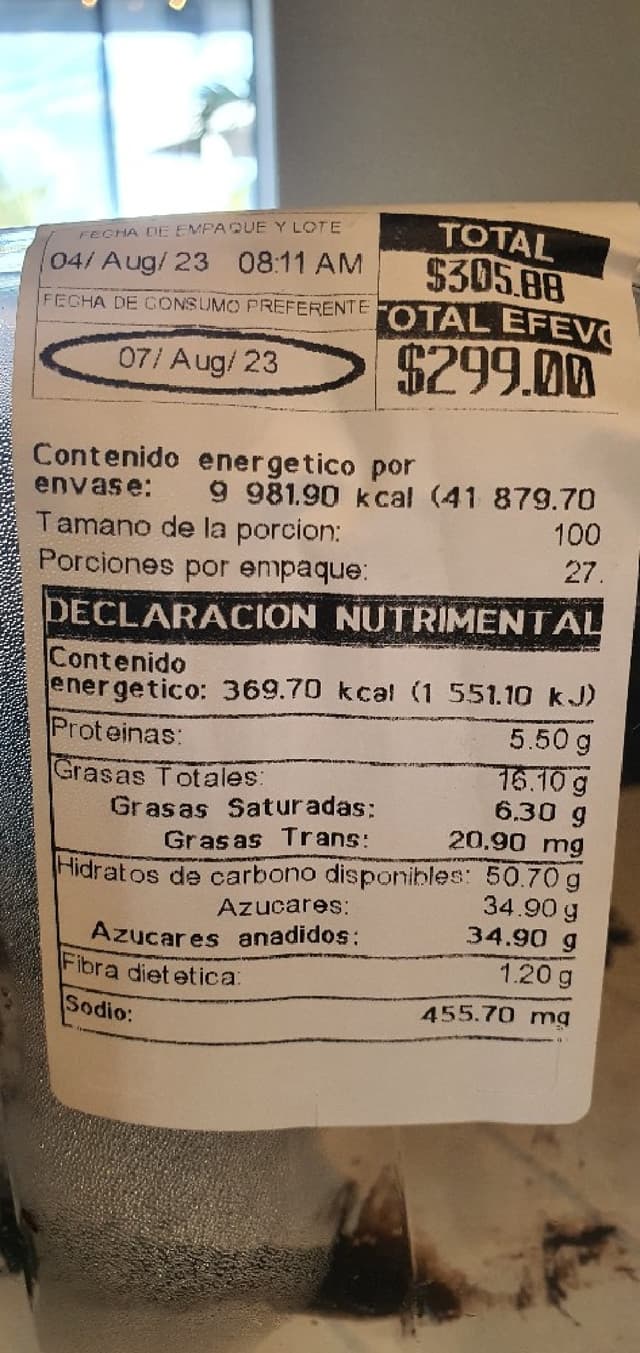 FECHA DE EMPAQUE Y LOTE
04/ Aug/ 23 08:11 AM
FECHA DE CONSUMO PREFERENTE
07/ Aug/ 23
TOTAL
$305.88
TOTAL EFEVO
$299.00
Contenido energetico por
envase: 9 981.90 kcal (41 879.70
Tamano de la porcion: 100
Porciones por empaque: 27.
DECLARACION NUTRIMENTAL
Contenido
energetico: 369.70 kcal (1 551.10 kJ)
Proteinas: 5.50 g
Grasas Totales: 16.10 g
Grasas Saturadas: 6.30 g
Grasas Trans: 20.90 mg
Hidratos de carbono disponibles: 50.70 g
Azucares: 34.90 g
Azucares anadidos: 34.90 g
Fibra dietetica: 1.20 g
Sodio: 455.70 mg